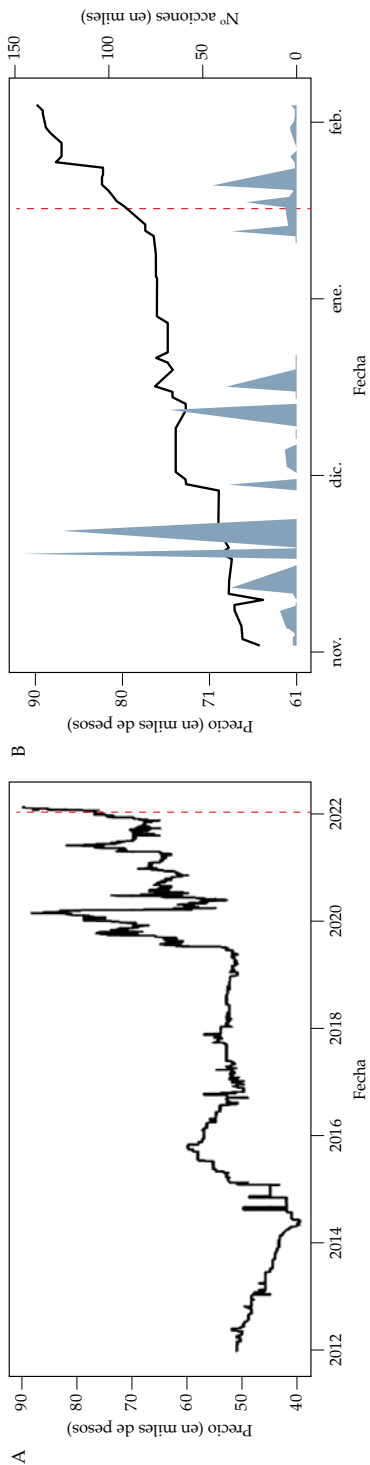 A
Precio (en miles de pesos)
90
80
70
60
50
40
2012
2014
2016
2018
2020
2022
Fecha
B
Precio (en miles de pesos)
90
80
71
61
Nº acciones (en miles)
150
100
50
0
nov.
dic.
ene.
feb.
Fecha